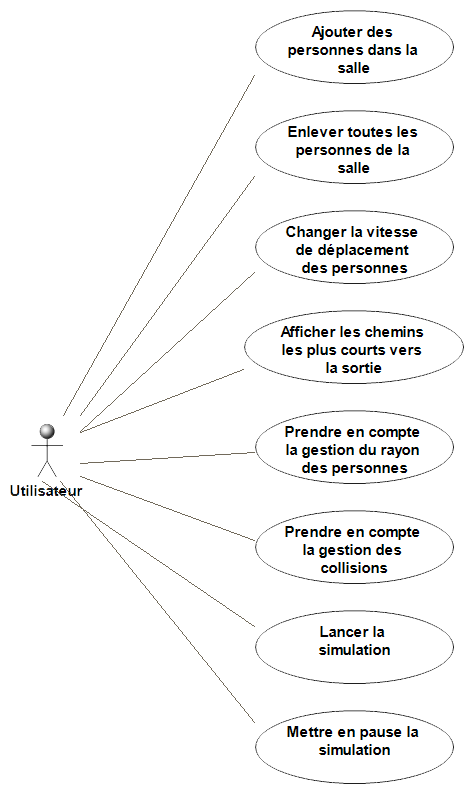 Ajouter des
personnes dans la
salle
Enlever toutes les
personnes de la
salle
Changer la vitesse
de déplacement
des personnes
Afficher les chemins
les plus courts vers
la sortie
Prendre en compte
la gestion du rayon
des personnes
Utilisateur
Prendre en compte
la gestion des
collisions
Lancer la
simulation
Mettre en pause la
simulation